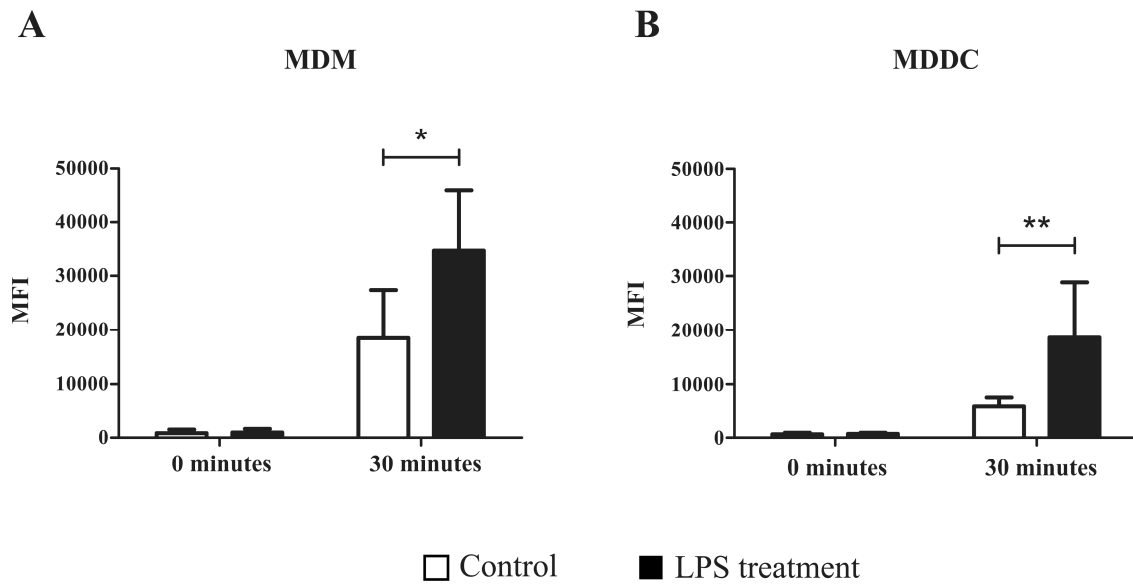 A
MDM
*
50000
40000
30000
20000
10000
0
MFI
0 minutes
30 minutes
B
MDDC
**
50000
40000
30000
20000
10000
0
MFI
0 minutes
30 minutes
Control
LPS treatment